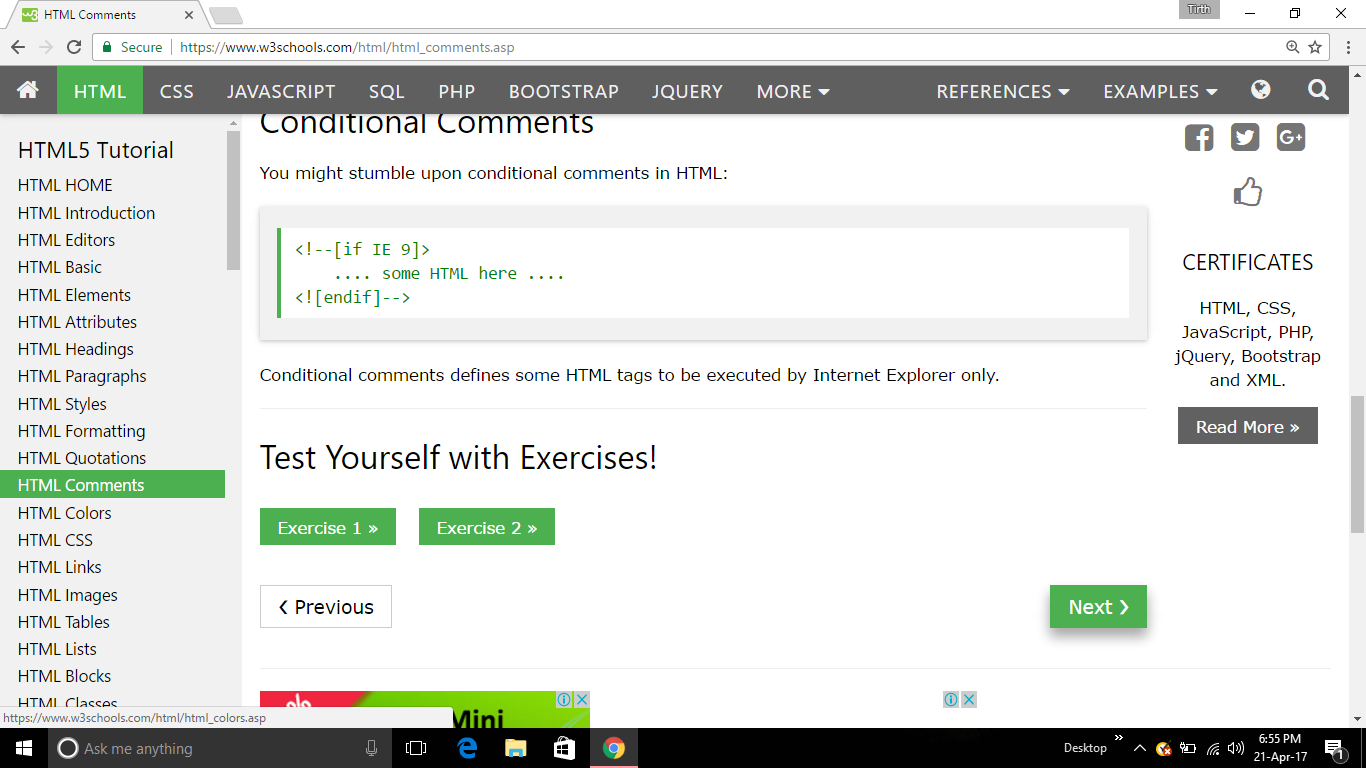 HTML Comments
Tirth
Secure
https://www.w3schools.com/html/html_comments.asp
HTML CSS JAVASCRIPT SQL PHP BOOTSTRAP JQUERY MORE REFERENCES EXAMPLES
HTML5 Tutorial
HTML HOME
HTML Introduction
HTML Editors
HTML Basic
HTML Elements
HTML Attributes
HTML Headings
HTML Paragraphs
HTML Styles
HTML Formatting
HTML Quotations
HTML Comments
HTML Colors
HTML CSS
HTML Links
HTML Images
HTML Tables
HTML Lists
HTML Blocks
HTML Classes
Conditional Comments
You might stumble upon conditional comments in HTML:
<!--[if IE 9]>
    .... some HTML here ....
<![endif]-->
Conditional comments defines some HTML tags to be executed by Internet Explorer only.
Test Yourself with Exercises!
Exercise 1 »
Exercise 2 »
❮ Previous
Next ❯
CERTIFICATES
HTML, CSS,
JavaScript, PHP,
jQuery, Bootstrap
and XML.
Read More »
Mini
https://www.w3schools.com/html/html_colors.asp
Ask me anything
Desktop
6:55 PM
21-Apr-17
1